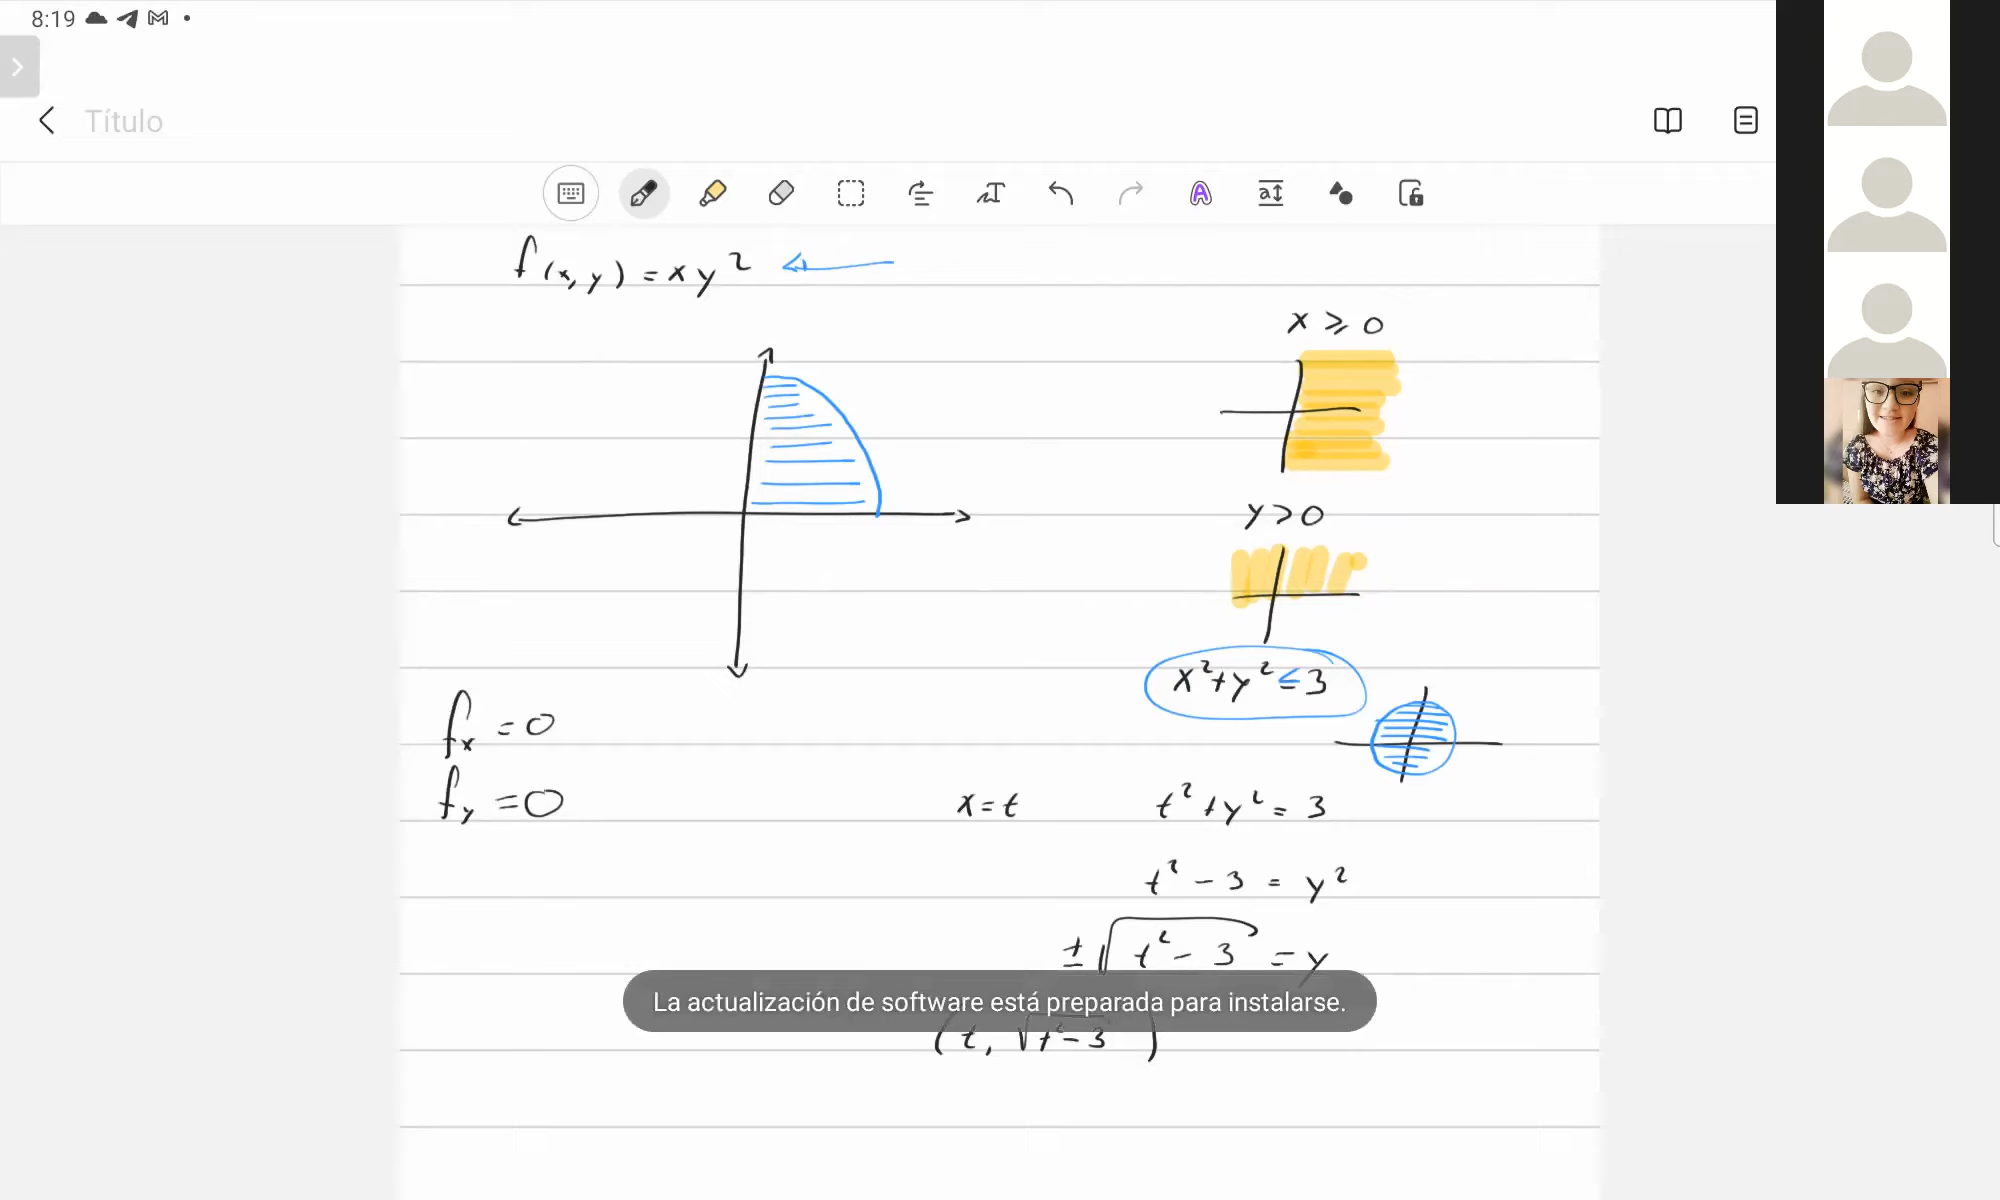 8:19
Título
f(x, y) = xy²
x ⩾ 0
y > 0
x² + y² ≤ 3
fx = 0
fy = 0
x = t
t² + y² = 3
t² - 3 = y²
± √(t² - 3) = y
La actualización de software está preparada para instalarse.
(t, √(t² - 3))